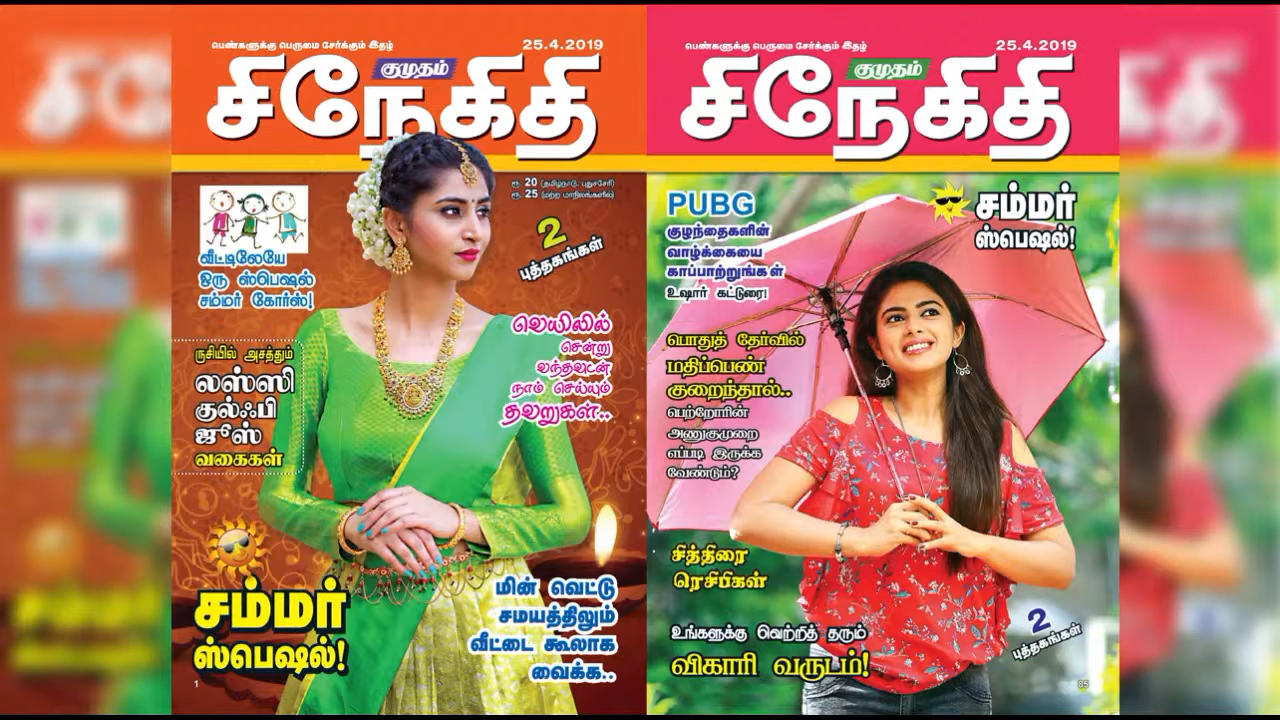 பெண்களுக்கு பெருமை சேர்க்கும் இதழ்
25.4.2019
குமுதம்
சிநேகிதி
ரூ. 20 (தமிழ்நாடு, புதுச்சேரி)
ரூ. 25 (மற்ற மாநிலங்களில்)
2
புத்தகங்கள்
வீட்டிலேயே
ஒரு ஸ்பெஷல்
சம்மர் கோர்ஸ்!
ருசியில் அசத்தும்
லஸ்ஸி
குல்ஃபி
ஜூஸ்
வகைகள்
வெயிலில்
சென்று
வந்தவுடன்
நாம் செய்யும்
தவறுகள்..
சம்மர்
ஸ்பெஷல்!
மின் வெட்டு
சமயத்திலும்
வீட்டை கூலாக
வைக்க..
1
பெண்களுக்கு பெருமை சேர்க்கும் இதழ்
25.4.2019
குமுதம்
சிநேகிதி
PUBG
குழந்தைகளின்
வாழ்க்கையை
காப்பாற்றுங்கள்
உஷார் கட்டுரை!
சம்மர்
ஸ்பெஷல்!
பொதுத் தேர்வில்
மதிப்பெண்
குறைந்தால்..
பெற்றோரின்
அணுகுமுறை
எப்படி இருக்க
வேண்டும்?
சித்திரை
ரெசிபிகள்
உங்களுக்கு வெற்றித் தரும்
விகாரி வருடம்!
2
புத்தகங்கள்
85